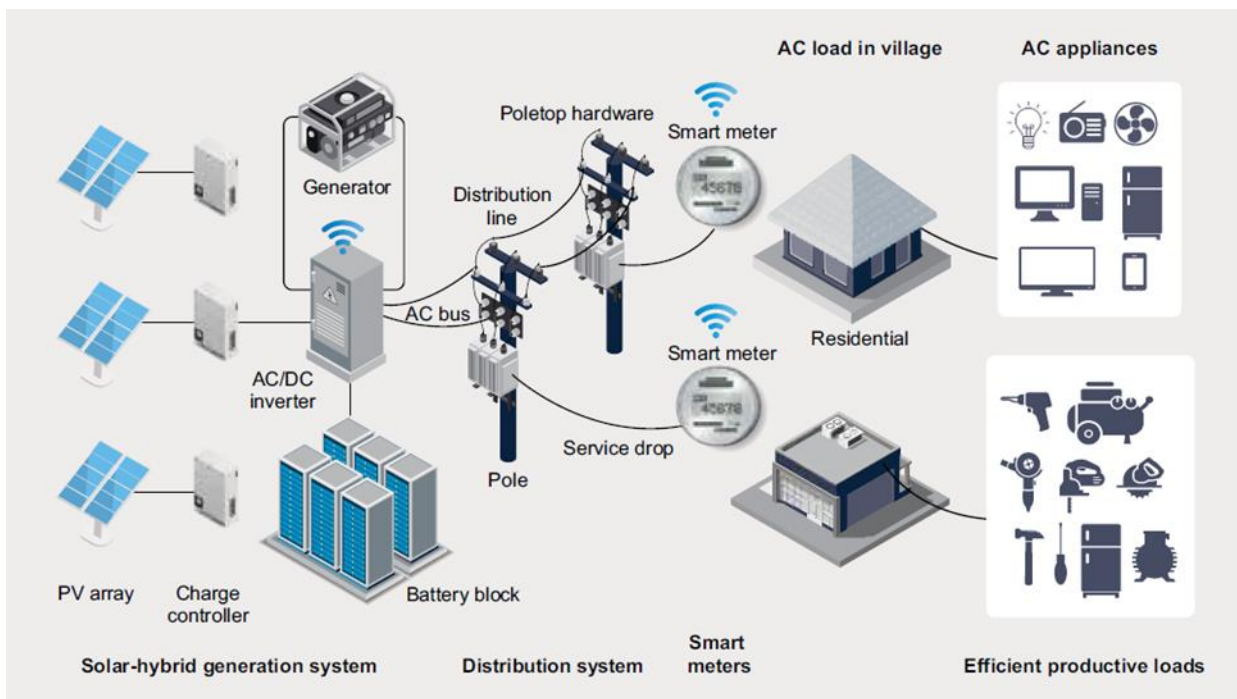 AC load in village
AC appliances
Poletop hardware
Smart meter
45678
Generator
Distribution
line
AC bus
Residential
AC/DC
inverter
Smart meter
45678
Service drop
Pole
PV array
Charge
controller
Battery block
Solar-hybrid generation system
Distribution system
Smart
meters
Efficient productive loads